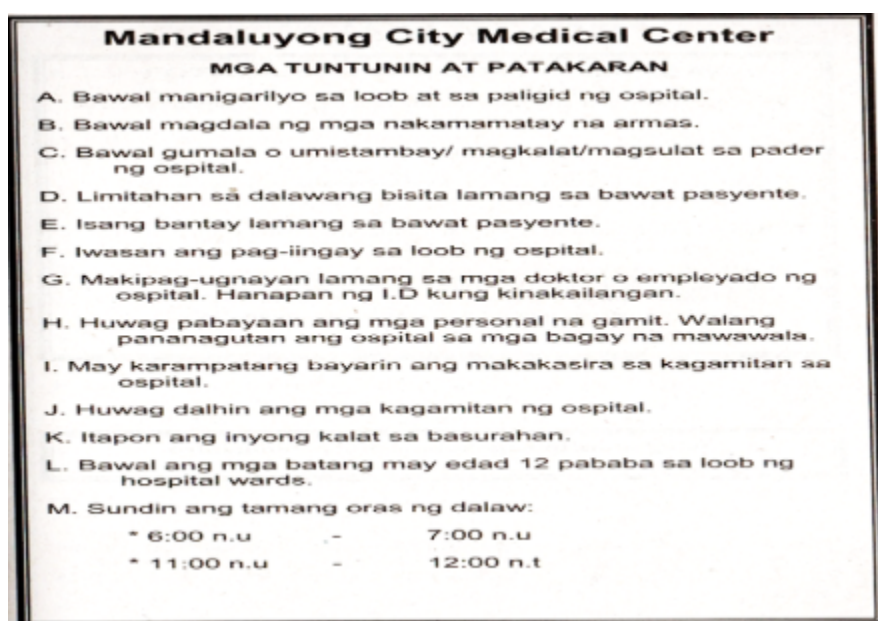 Mandaluyong City Medical Center
MGA TUNTUNIN AT PATAKARAN
A. Bawal manigarilyo sa loob at sa paligid ng ospital.
B. Bawal magdala ng mga nakamamatay na armas.
C. Bawal gumala o umistambay/ magkalat/magsulat sa pader
ng ospital.
D. Limitahan sa dalawang bisita lamang sa bawat pasyente.
E. Isang bantay lamang sa bawat pasyente.
F. Iwasan ang pag-iingay sa loob ng ospital.
G. Makipag-ugnayan lamang sa mga doktor o empleyado ng
ospital. Hanapan ng I.D kung kinakailangan.
H. Huwag pabayaan ang mga personal na gamit. Walang
pananagutan ang ospital sa mga bagay na mawawala.
I. May karampatang bayarin ang makakasira sa kagamitan sa
ospital.
J. Huwag dalhin ang mga kagamitan ng ospital.
K. Itapon ang inyong kalat sa basurahan.
L. Bawal ang mga batang may edad 12 pababa sa loob ng
hospital wards.
M. Sundin ang tamang oras ng dalaw:
* 6:00 n.u - 7:00 n.u
* 11:00 n.u - 12:00 n.t